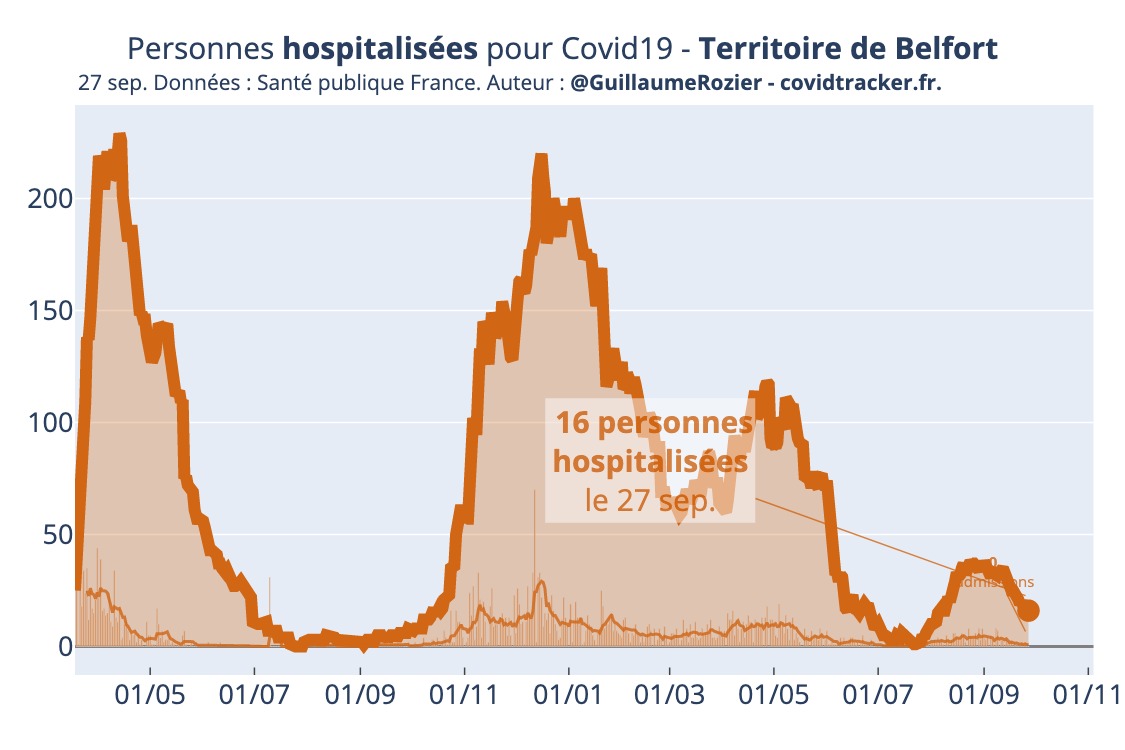 Personnes hospitalisées pour Covid19 - Territoire de Belfort
27 sep. Données : Santé publique France. Auteur : @GuillaumeRozier - covidtracker.fr.
200
150
100
50
0
16 personnes
hospitalisées
le 27 sep.
0
admissions
01/05 01/07 01/09 01/11 01/01 01/03 01/05 01/07 01/09 01/11